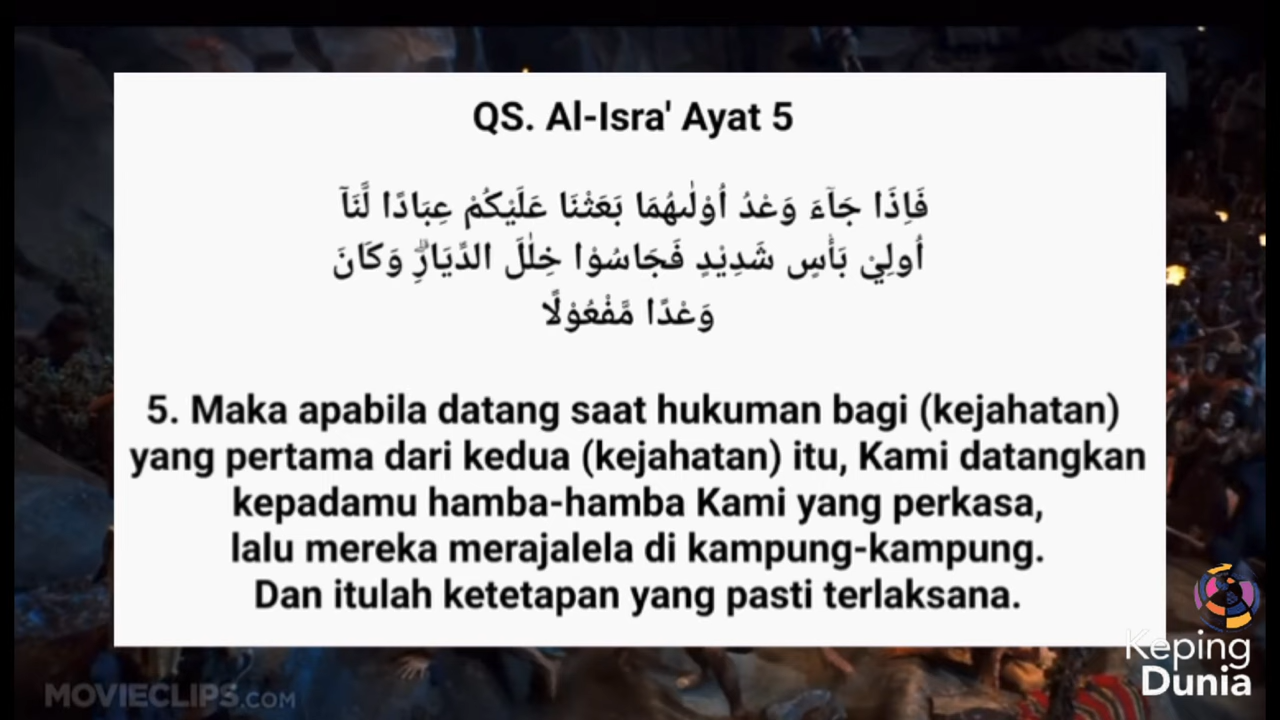 QS. Al-Isra' Ayat 5
فَاِذَا جَاۤءَ وَعْدُ اُوْلٰىهُمَا بَعَثْنَا عَلَيْكُمْ عِبَادًا لَّنَآ
اُولِيْ بَأْسٍ شَدِيْدٍ فَجَاسُوْا خِلٰلَ الدِّيَارِۗ وَكَانَ
وَعْدًا مَّفْعُوْلًا
5. Maka apabila datang saat hukuman bagi (kejahatan)
yang pertama dari kedua (kejahatan) itu, Kami datangkan
kepadamu hamba-hamba Kami yang perkasa,
lalu mereka merajalela di kampung-kampung.
Dan itulah ketetapan yang pasti terlaksana.
Keping
Dunia
MOVIECLIPS.COM